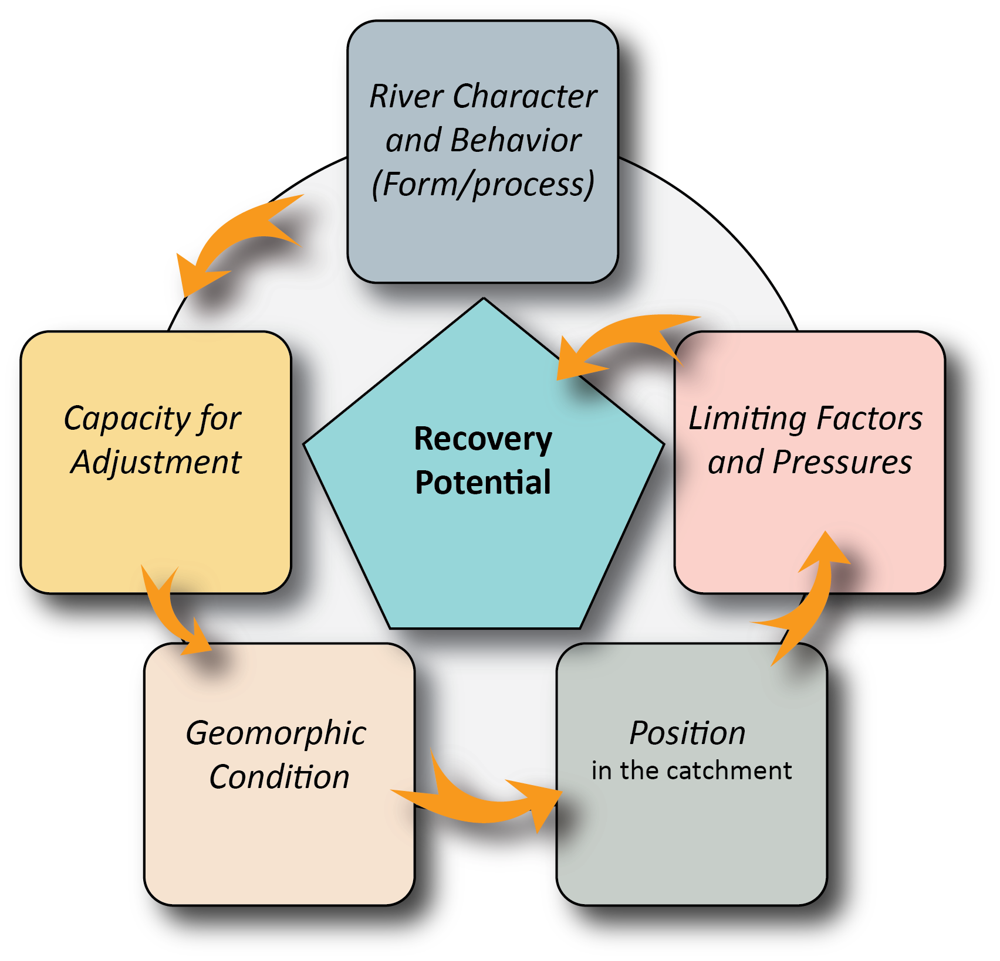 River Character
and Behavior
(Form/process)
Capacity for
Adjustment
Recovery
Potential
Limiting Factors
and Pressures
Geomorphic
Condition
Position
in the catchment